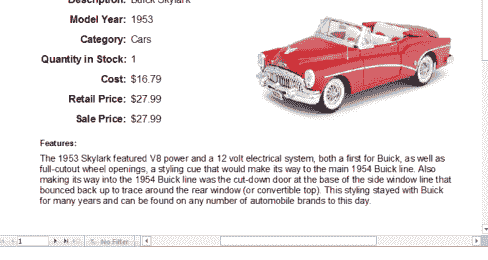 Description: Buick Skylark
Model Year: 1953
Category: Cars
Quantity in Stock: 1
Cost: $16.79
Retail Price: $27.99
Sale Price: $27.99
Features:
The 1953 Skylark featured V8 power and a 12 volt electrical system, both a first for Buick, as well as
full-cutout wheel openings, a styling cue that would make its way to the main 1954 Buick line. Also
making its way into the 1954 Buick line was the cut-down door at the base of the side window line that
bounced back up to trace around the rear window (or convertible top). This styling stayed with Buick
for many years and can be found on any number of automobile brands to this day.
1
No Filter